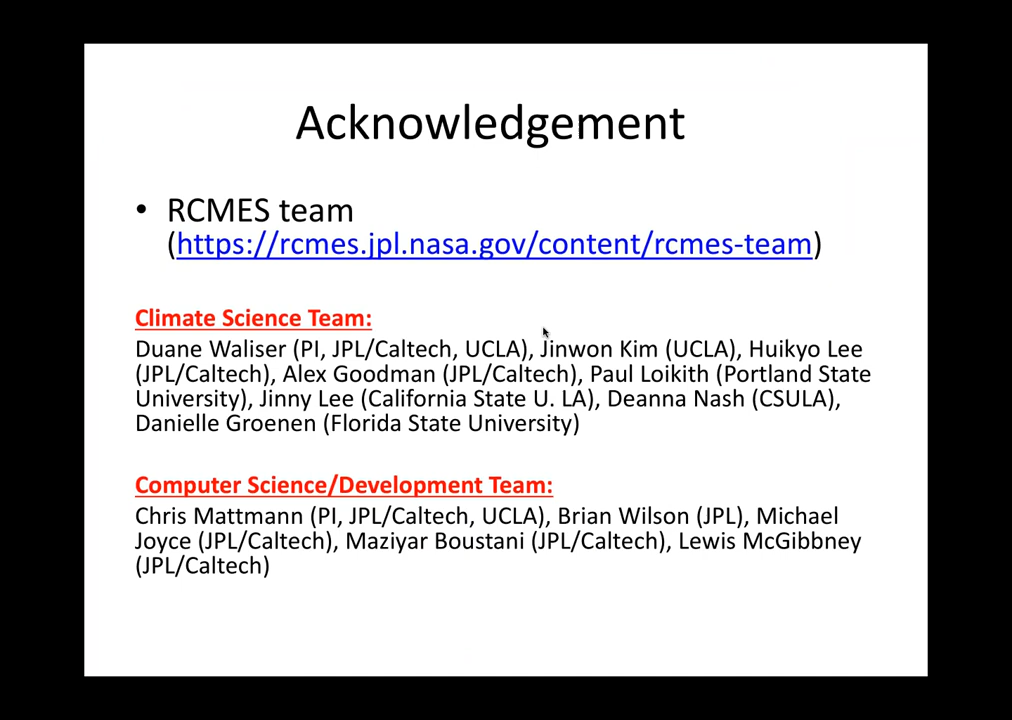 Acknowledgement
• RCMES team
(https://rcmes.jpl.nasa.gov/content/rcmes-team)
Climate Science Team:
Duane Waliser (PI, JPL/Caltech, UCLA), Jinwon Kim (UCLA), Huikyo Lee
(JPL/Caltech), Alex Goodman (JPL/Caltech), Paul Loikith (Portland State
University), Jinny Lee (California State U. LA), Deanna Nash (CSULA),
Danielle Groenen (Florida State University)
Computer Science/Development Team:
Chris Mattmann (PI, JPL/Caltech, UCLA), Brian Wilson (JPL), Michael
Joyce (JPL/Caltech), Maziyar Boustani (JPL/Caltech), Lewis McGibbney
(JPL/Caltech)